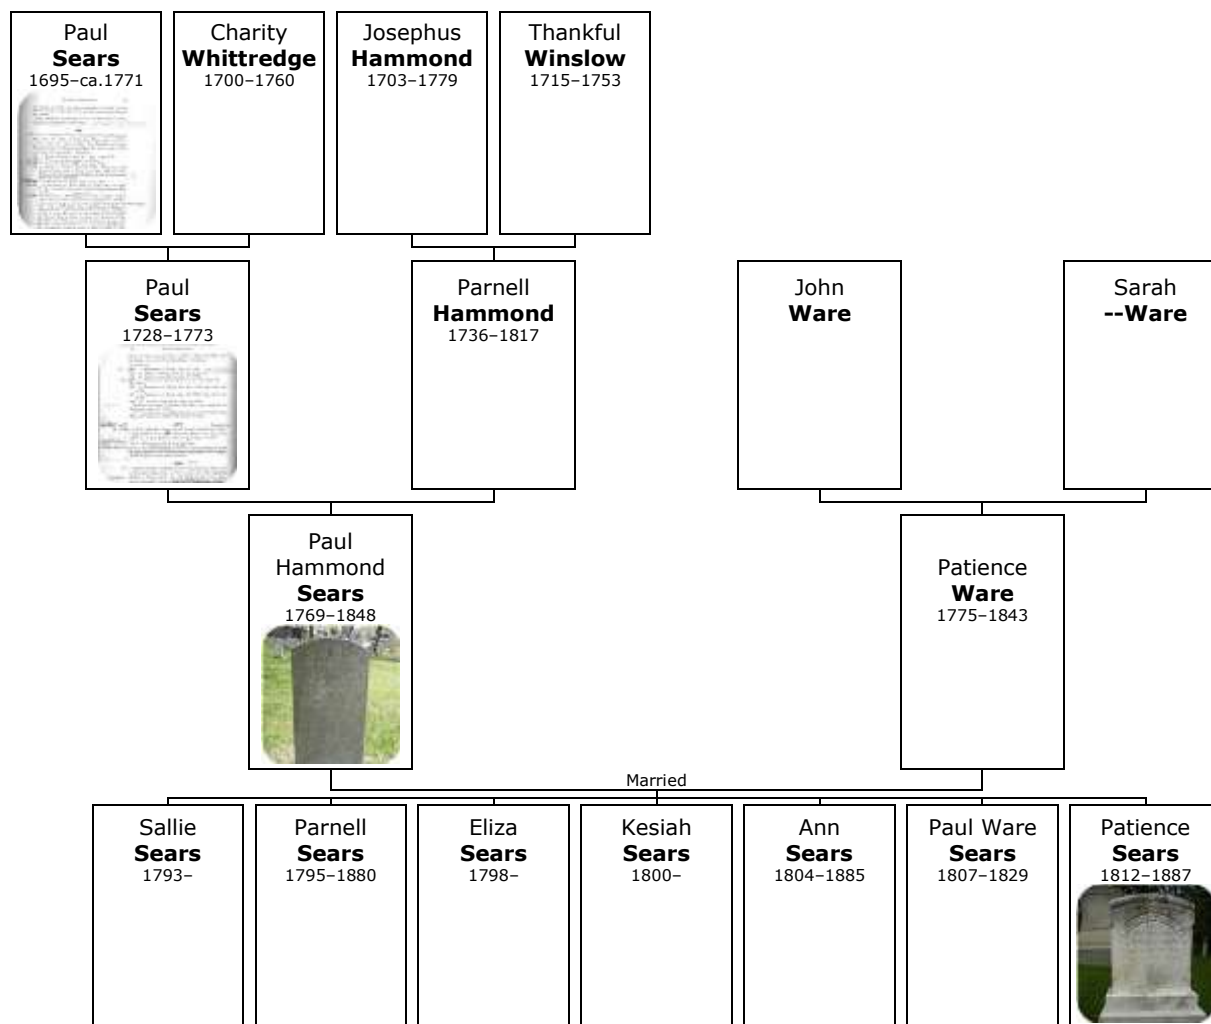 Paul
Sears
1695–ca.1771
Charity
Whittredge
1700–1760
Josephus
Hammond
1703–1779
Thankful
Winslow
1715–1753
Paul
Sears
1728–1773
Parnell
Hammond
1736–1817
John
Ware
Sarah
--Ware
Paul
Hammond
Sears
1769–1848
Patience
Ware
1775–1843
Married
Sallie
Sears
1793–
Parnell
Sears
1795–1880
Eliza
Sears
1798–
Kesiah
Sears
1800–
Ann
Sears
1804–1885
Paul Ware
Sears
1807–1829
Patience
Sears
1812–1887